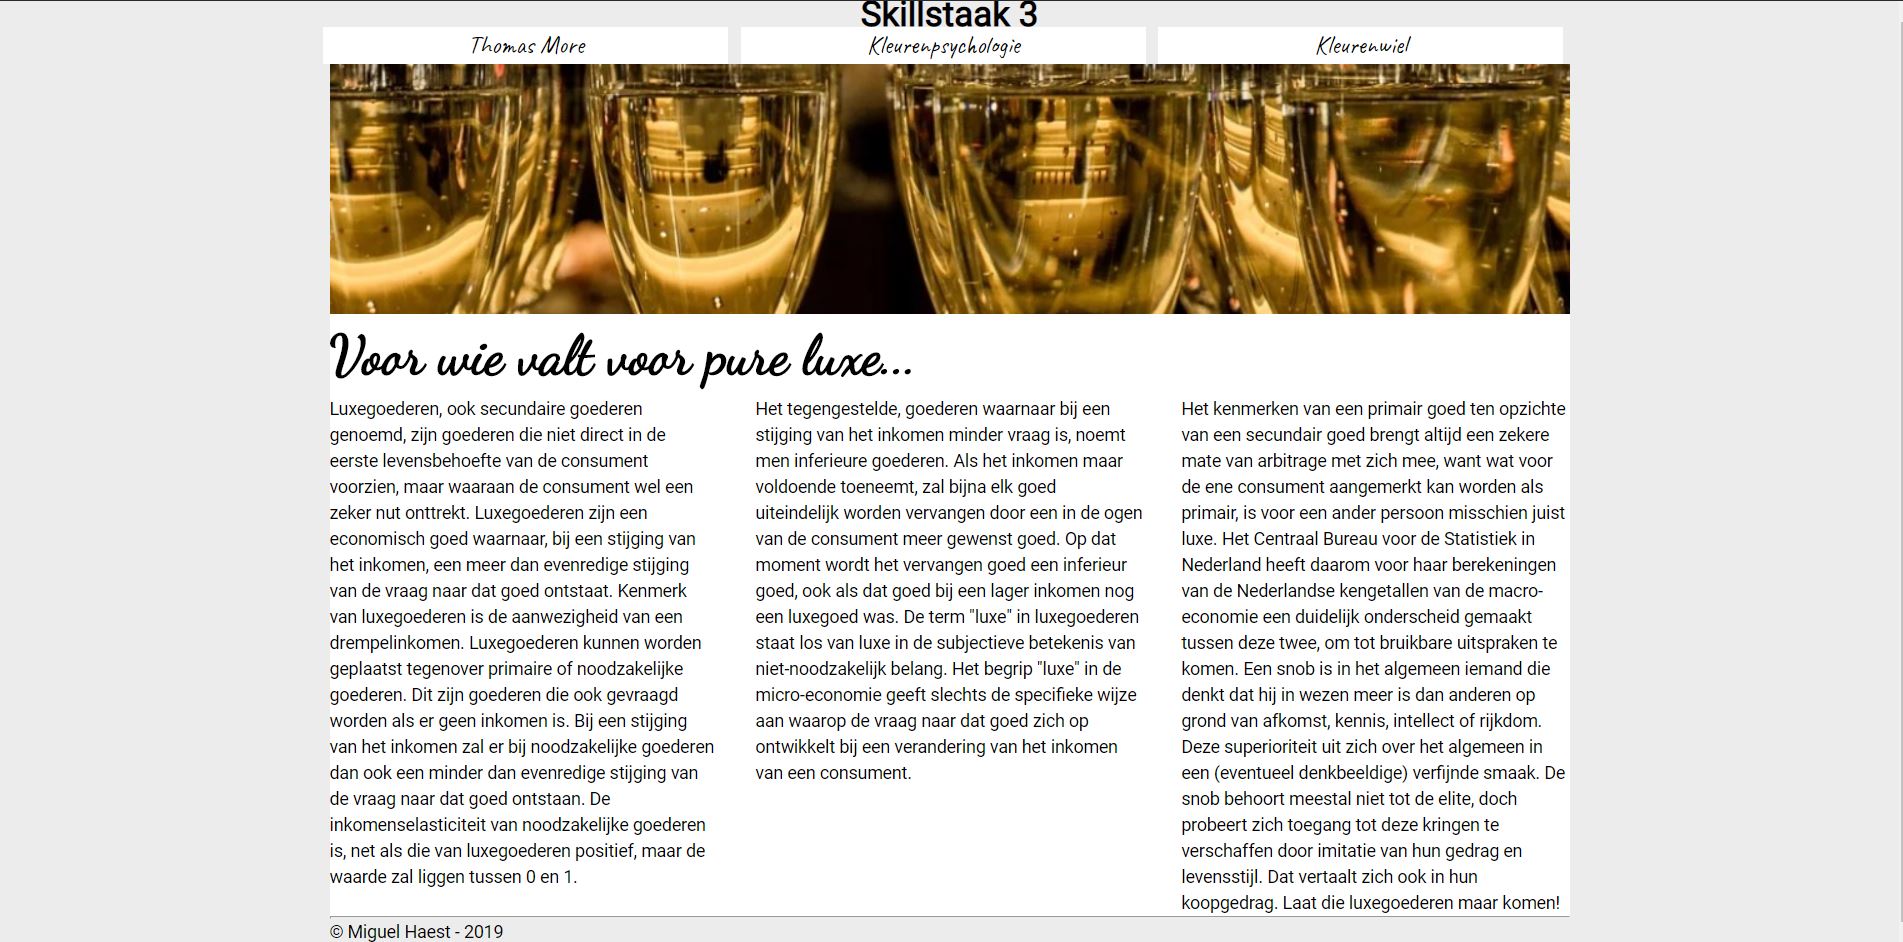 Skillstaak 3
Thomas More
Kleurenpsychologie
Kleurenwiel
Voor wie valt voor pure luxe...
Luxegoederen, ook secundaire goederen
genoemd, zijn goederen die niet direct in de
eerste levensbehoefte van de consument
voorzien, maar waaraan de consument wel een
zeker nut onttrekt. Luxegoederen zijn een
economisch goed waarnaar, bij een stijging van
het inkomen, een meer dan evenredige stijging
van de vraag naar dat goed ontstaat. Kenmerk
van luxegoederen is de aanwezigheid van een
drempelinkomen. Luxegoederen kunnen worden
geplaatst tegenover primaire of noodzakelijke
goederen. Dit zijn goederen die ook gevraagd
worden als er geen inkomen is. Bij een stijging
van het inkomen zal er bij noodzakelijke goederen
dan ook een minder dan evenredige stijging van
de vraag naar dat goed ontstaan. De
inkomenselasticiteit van noodzakelijke goederen
is, net als die van luxegoederen positief, maar de
waarde zal liggen tussen 0 en 1.
Het tegengestelde, goederen waarnaar bij een
stijging van het inkomen minder vraag is, noemt
men inferieure goederen. Als het inkomen maar
voldoende toeneemt, zal bijna elk goed
uiteindelijk worden vervangen door een in de ogen
van de consument meer gewenst goed. Op dat
moment wordt het vervangen goed een inferieur
goed, ook als dat goed bij een lager inkomen nog
een luxegoed was. De term "luxe" in luxegoederen
staat los van luxe in de subjectieve betekenis van
niet-noodzakelijk belang. Het begrip "luxe" in de
micro-economie geeft slechts de specifieke wijze
aan waarop de vraag naar dat goed zich op
ontwikkelt bij een verandering van het inkomen
van een consument.
Het kenmerken van een primair goed ten opzichte
van een secundair goed brengt altijd een zekere
mate van arbitrage met zich mee, want wat voor
de ene consument aangemerkt kan worden als
primair, is voor een ander persoon misschien juist
luxe. Het Centraal Bureau voor de Statistiek in
Nederland heeft daarom voor haar berekeningen
van de Nederlandse kengetallen van de macro-
economie een duidelijk onderscheid gemaakt
tussen deze twee, om tot bruikbare uitspraken te
komen. Een snob is in het algemeen iemand die
denkt dat hij in wezen meer is dan anderen op
grond van afkomst, kennis, intellect of rijkdom.
Deze superioriteit uit zich over het algemeen in
een (eventueel denkbeeldige) verfijnde smaak. De
snob behoort meestal niet tot de elite, doch
probeert zich toegang tot deze kringen te
verschaffen door imitatie van hun gedrag en
levensstijl. Dat vertaalt zich ook in hun
koopgedrag. Laat die luxegoederen maar komen!
© Miguel Haest - 2019